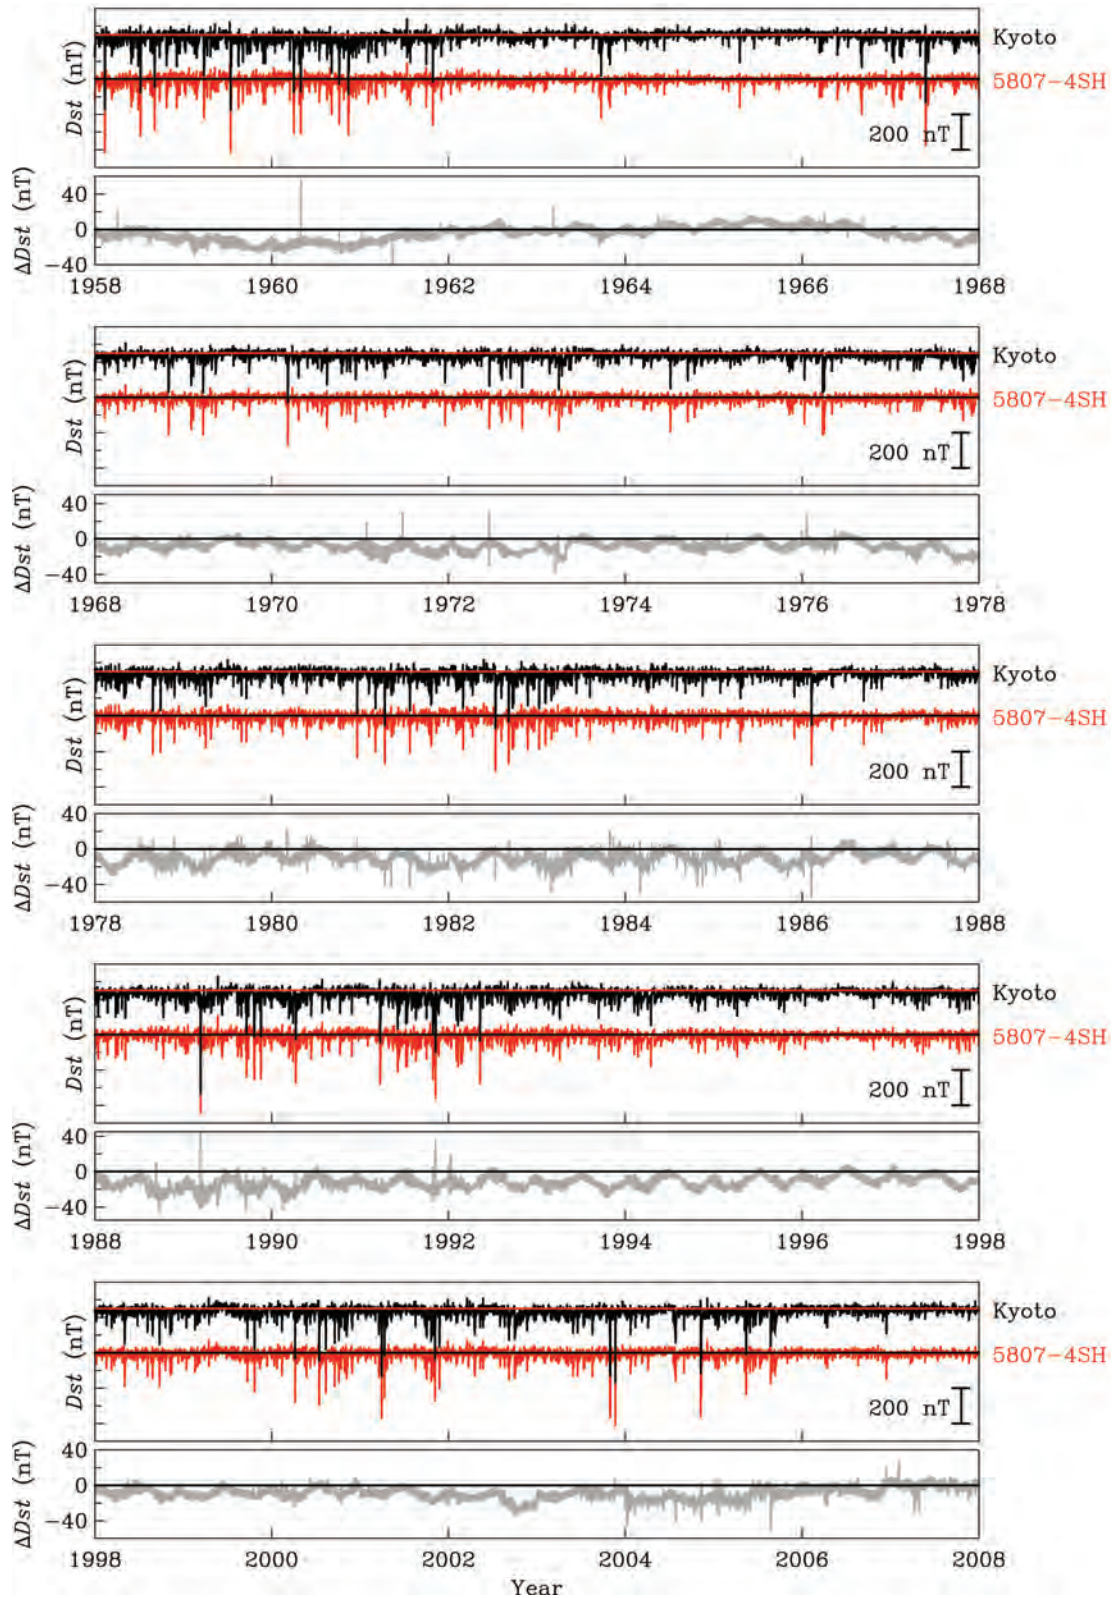 Dst (nT)
Kyoto
5807-4SH
200 nT
ΔDst (nT)
40
0
-40
1958 1960 1962 1964 1966 1968
Dst (nT)
Kyoto
5807-4SH
200 nT
ΔDst (nT)
40
0
-40
1968 1970 1972 1974 1976 1978
Dst (nT)
Kyoto
5807-4SH
200 nT
ΔDst (nT)
40
0
-40
1978 1980 1982 1984 1986 1988
Dst (nT)
Kyoto
5807-4SH
200 nT
ΔDst (nT)
40
0
-40
1988 1990 1992 1994 1996 1998
Dst (nT)
Kyoto
5807-4SH
200 nT
ΔDst (nT)
40
0
-40
1998 2000 2002 2004 2006 2008
Year